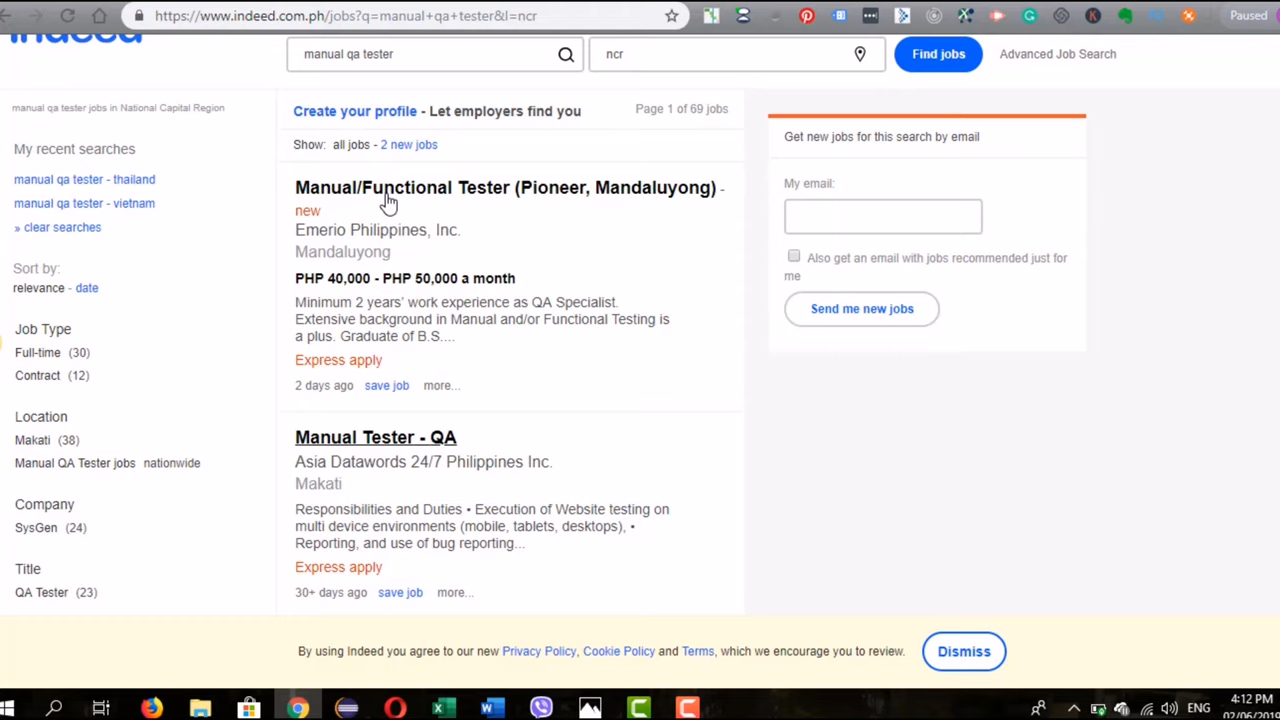 https://www.indeed.com.ph/jobs?q=manual+qa+tester&l=ncr
Paused
indeed
manual qa tester
ncr
Find jobs
Advanced Job Search
manual qa tester jobs in National Capital Region
My recent searches
manual qa tester - thailand
manual qa tester - vietnam
» clear searches
Sort by:
relevance - date
Job Type
Full-time (30)
Contract (12)
Location
Makati (38)
Manual QA Tester jobs nationwide
Company
SysGen (24)
Title
QA Tester (23)
Create your profile - Let employers find you
Page 1 of 69 jobs
Show: all jobs - 2 new jobs
Manual/Functional Tester (Pioneer, Mandaluyong) -
new
Emerio Philippines, Inc.
Mandaluyong
PHP 40,000 - PHP 50,000 a month
Minimum 2 years' work experience as QA Specialist.
Extensive background in Manual and/or Functional Testing is
a plus. Graduate of B.S....
Express apply
2 days ago save job more...
Manual Tester - QA
Asia Datawords 24/7 Philippines Inc.
Makati
Responsibilities and Duties • Execution of Website testing on
multi device environments (mobile, tablets, desktops), •
Reporting, and use of bug reporting...
Express apply
30+ days ago save job more...
Get new jobs for this search by email
My email:
Also get an email with jobs recommended just for
me
Send me new jobs
By using Indeed you agree to our new Privacy Policy, Cookie Policy and Terms, which we encourage you to review.
Dismiss
ENG
4:12 PM